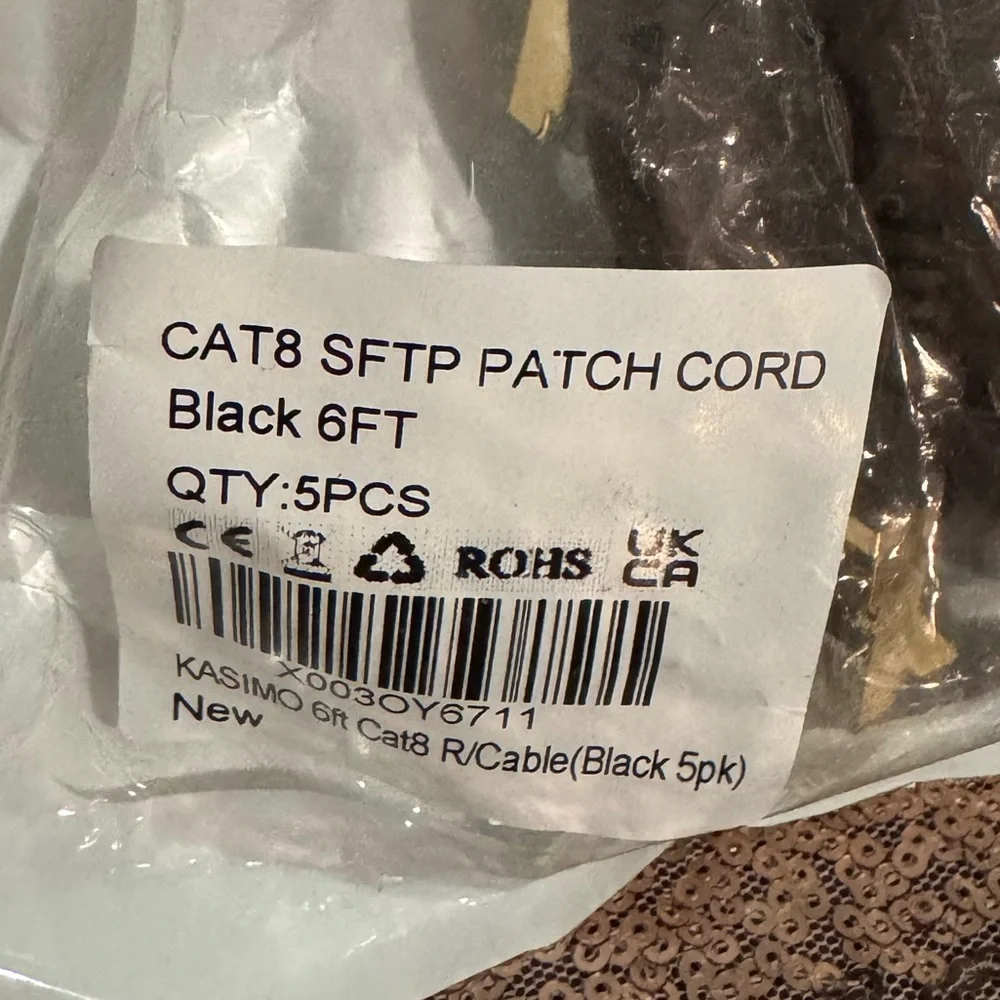 CAT8 SFTP PATCH CORD
Black 6FT
QTY:5PCS
CE ROHS UK CA
X003OY6711
KASIMO 6ft Cat8 R/Cable(Black 5pk)
New